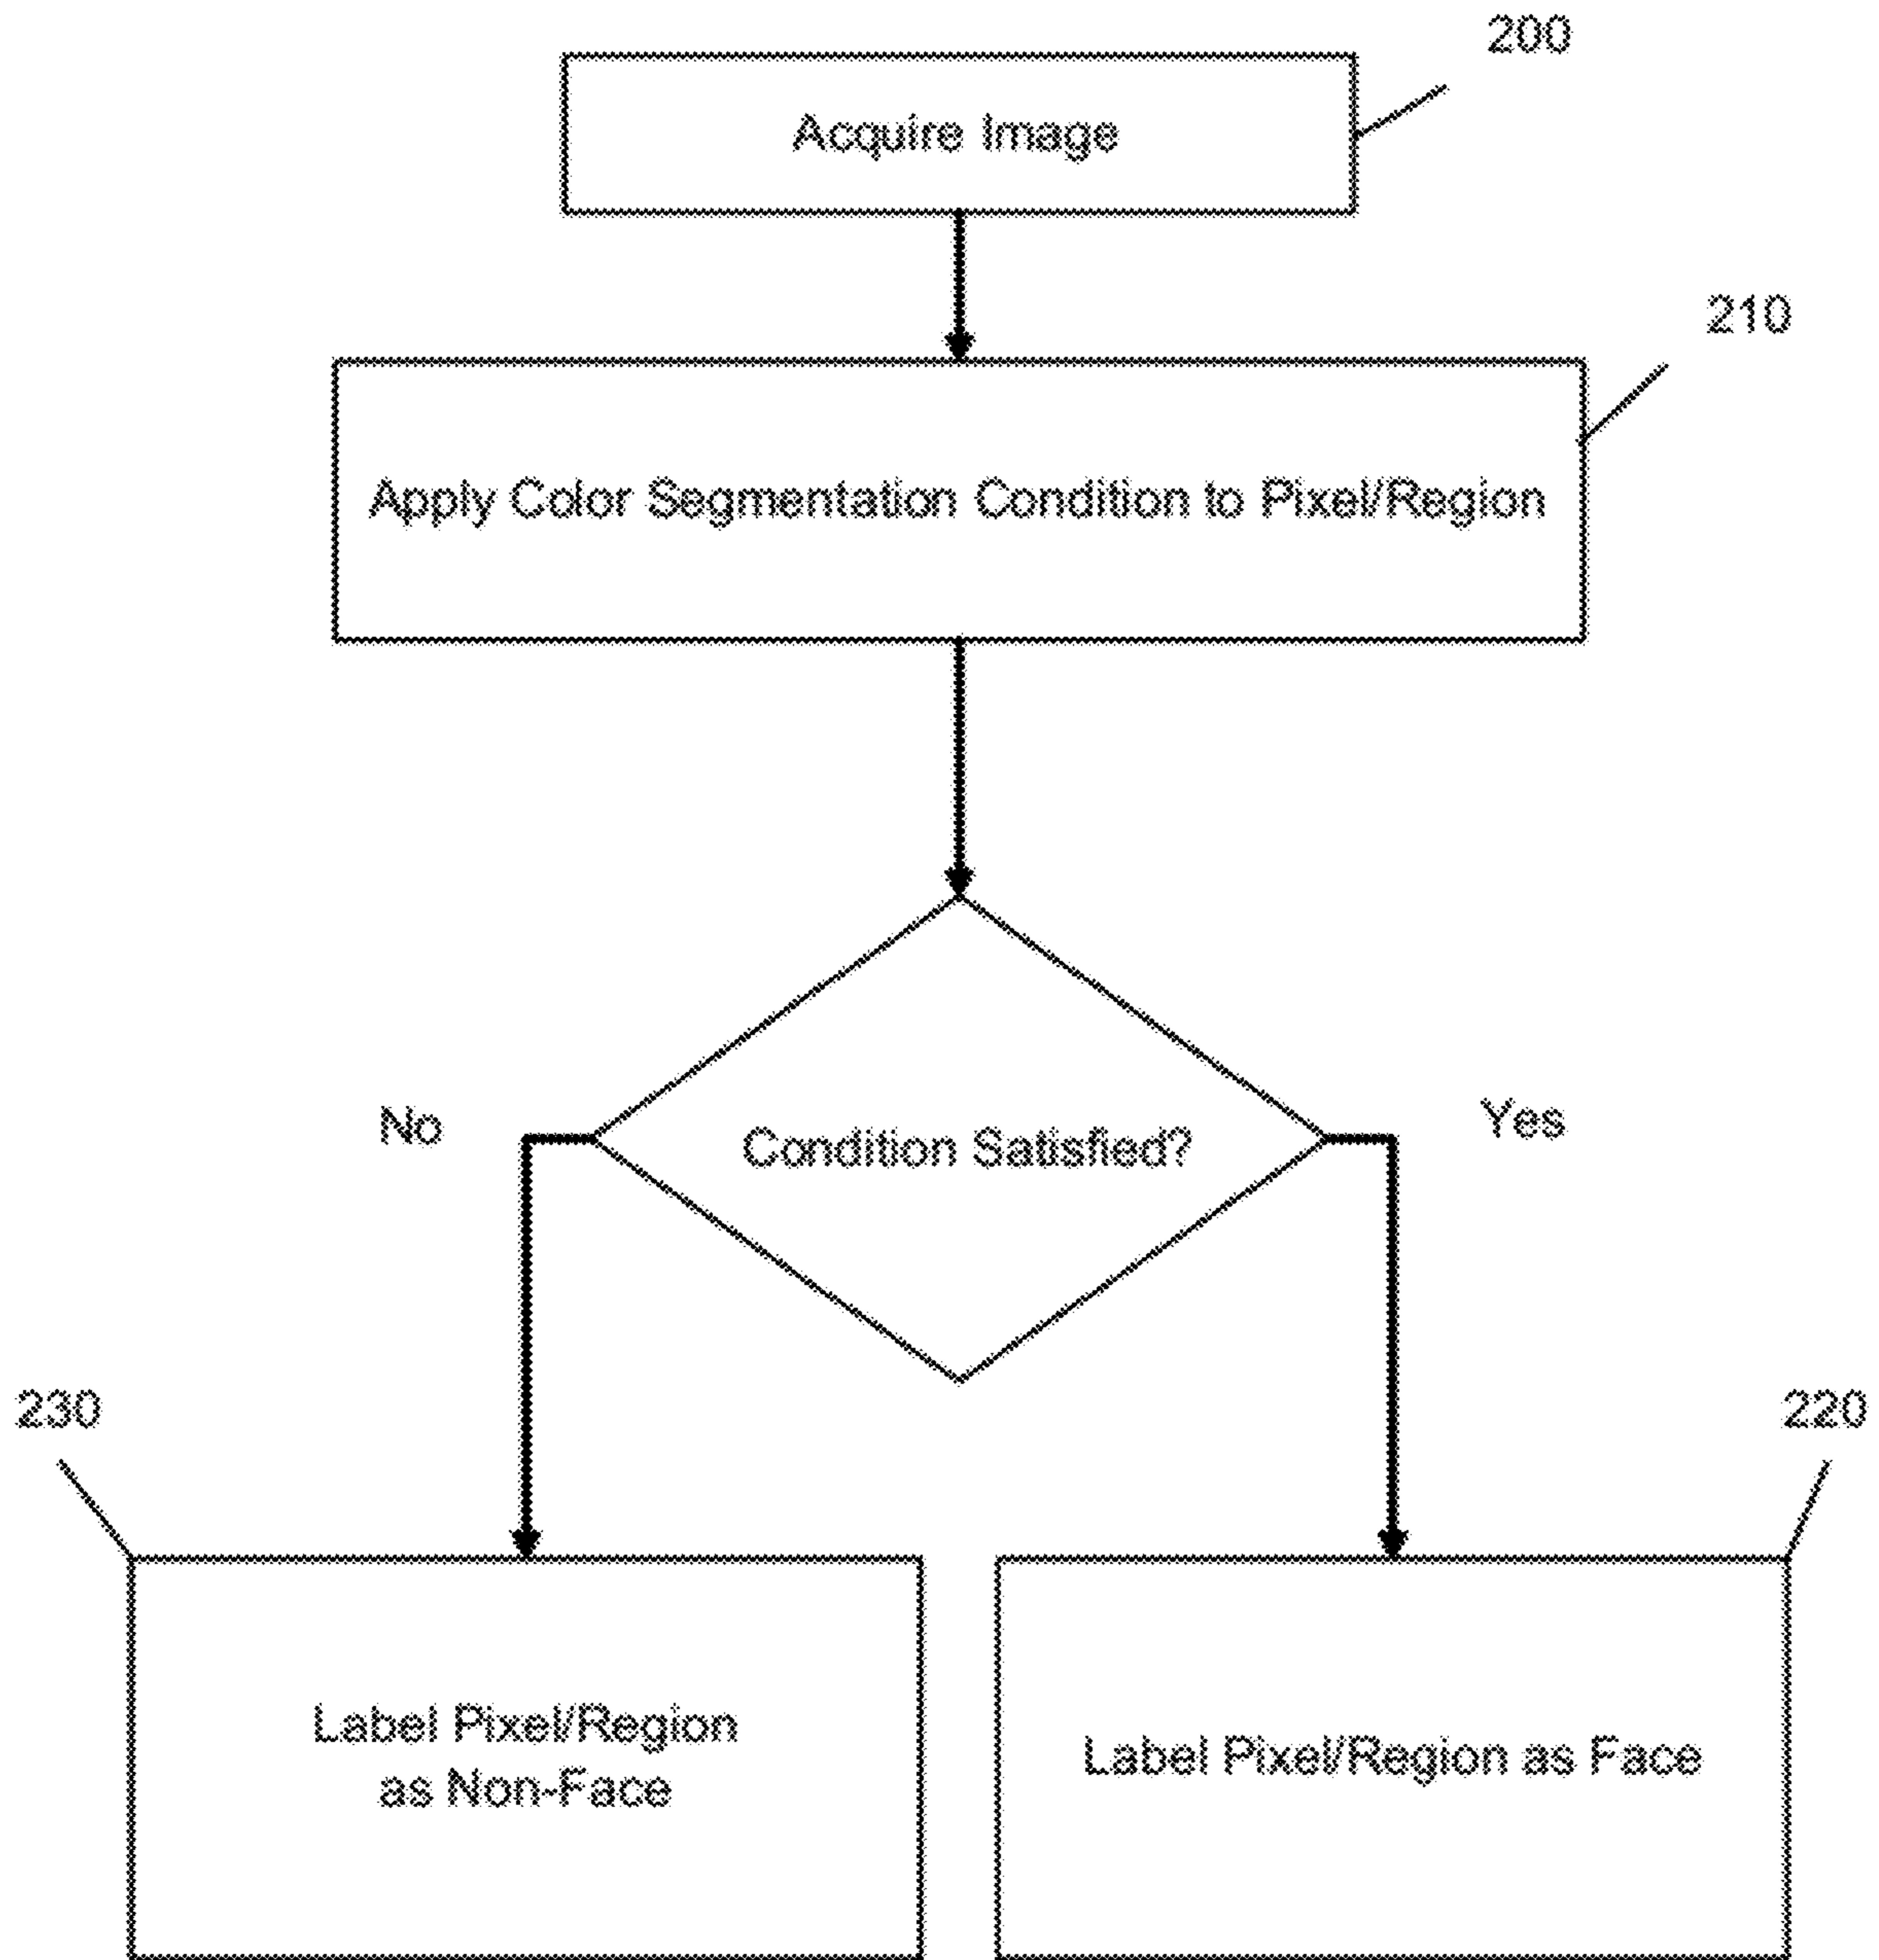 200
Acquire Image
210
Apply Color Segmentation Condition to Pixel/Region
No
Condition Satisfied?
Yes
230
220
Label Pixel/Region
as Non-Face
Label Pixel/Region as Face